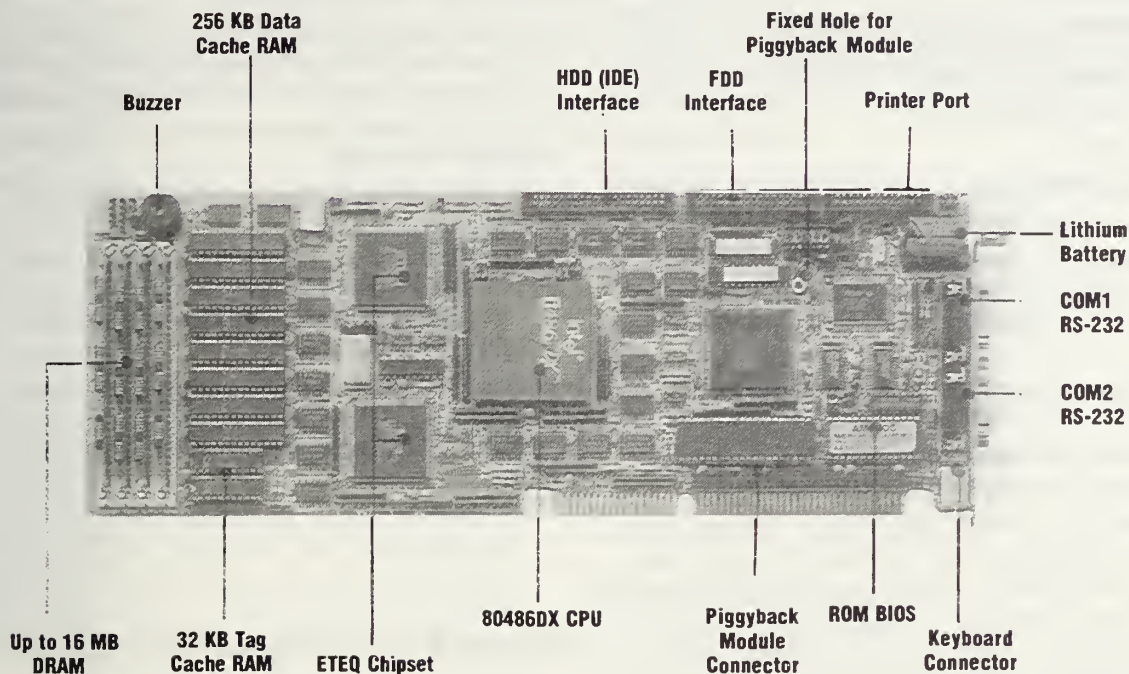 256 KB Data
Cache RAM
Fixed Hole for
Piggyback Module
HDD (IDE)
Interface
FDD
Interface
Buzzer
Printer Port
Lithium
Battery
COM1
RS-232
COM2
RS-232
Up to 16 MB
DRAM
32 KB Tag
Cache RAM
ETEQ Chipset
80486DX CPU
Piggyback
Module
Connector
ROM BIOS
Keyboard
Connector